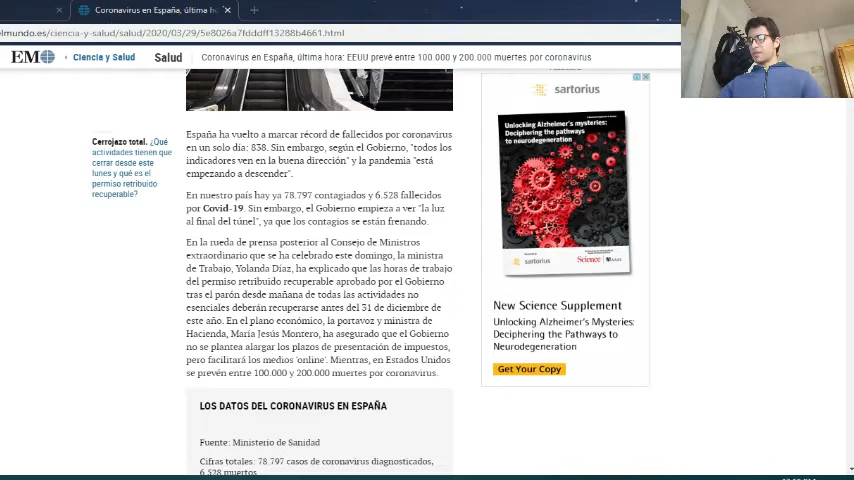 Coronavirus en España, última h
elmundo.es/ciencia-y-salud/salud/2020/03/29/5e8026a7fdddff13288b4661.html
EM
Ciencia y Salud
Salud
Coronavirus en España, última hora: EEUU prevé entre 100.000 y 200.000 muertes por coronavirus
Cerrojazo total. ¿Qué
actividades tienen que
cerrar desde este
lunes y qué es el
permiso retribuido
recuperable?
España ha vuelto a marcar récord de fallecidos por coronavirus
en un solo día: 838. Sin embargo, según el Gobierno, "todos los
indicadores ven en la buena dirección" y la pandemia "está
empezando a descender".
En nuestro país hay ya 78.797 contagiados y 6.528 fallecidos
por Covid-19. Sin embargo, el Gobierno empieza a ver "la luz
al final del túnel", ya que los contagios se están frenando.
En la rueda de prensa posterior al Consejo de Ministros
extraordinario que se ha celebrado este domingo, la ministra
de Trabajo, Yolanda Díaz, ha explicado que las horas de trabajo
del permiso retribuido recuperable aprobado por el Gobierno
tras el parón desde mañana de todas las actividades no
esenciales deberán recuperarse antes del 31 de diciembre de
este año. En el plano económico, la portavoz y ministra de
Hacienda, María Jesús Montero, ha asegurado que el Gobierno
no se plantea alargar los plazos de presentación de impuestos,
pero facilitará los medios 'online'. Mientras, en Estados Unidos
se prevén entre 100.000 y 200.000 muertes por coronavirus.
LOS DATOS DEL CORONAVIRUS EN ESPAÑA
Fuente: Ministerio de Sanidad
Cifras totales: 78.797 casos de coronavirus diagnosticados,
6.528 muertos
sartorius
Unlocking Alzheimer's mysteries:
Deciphering the pathways
to neurodegeneration
sartorius
Science
New Science Supplement
Unlocking Alzheimer's Mysteries:
Deciphering the Pathways to
Neurodegeneration
Get Your Copy